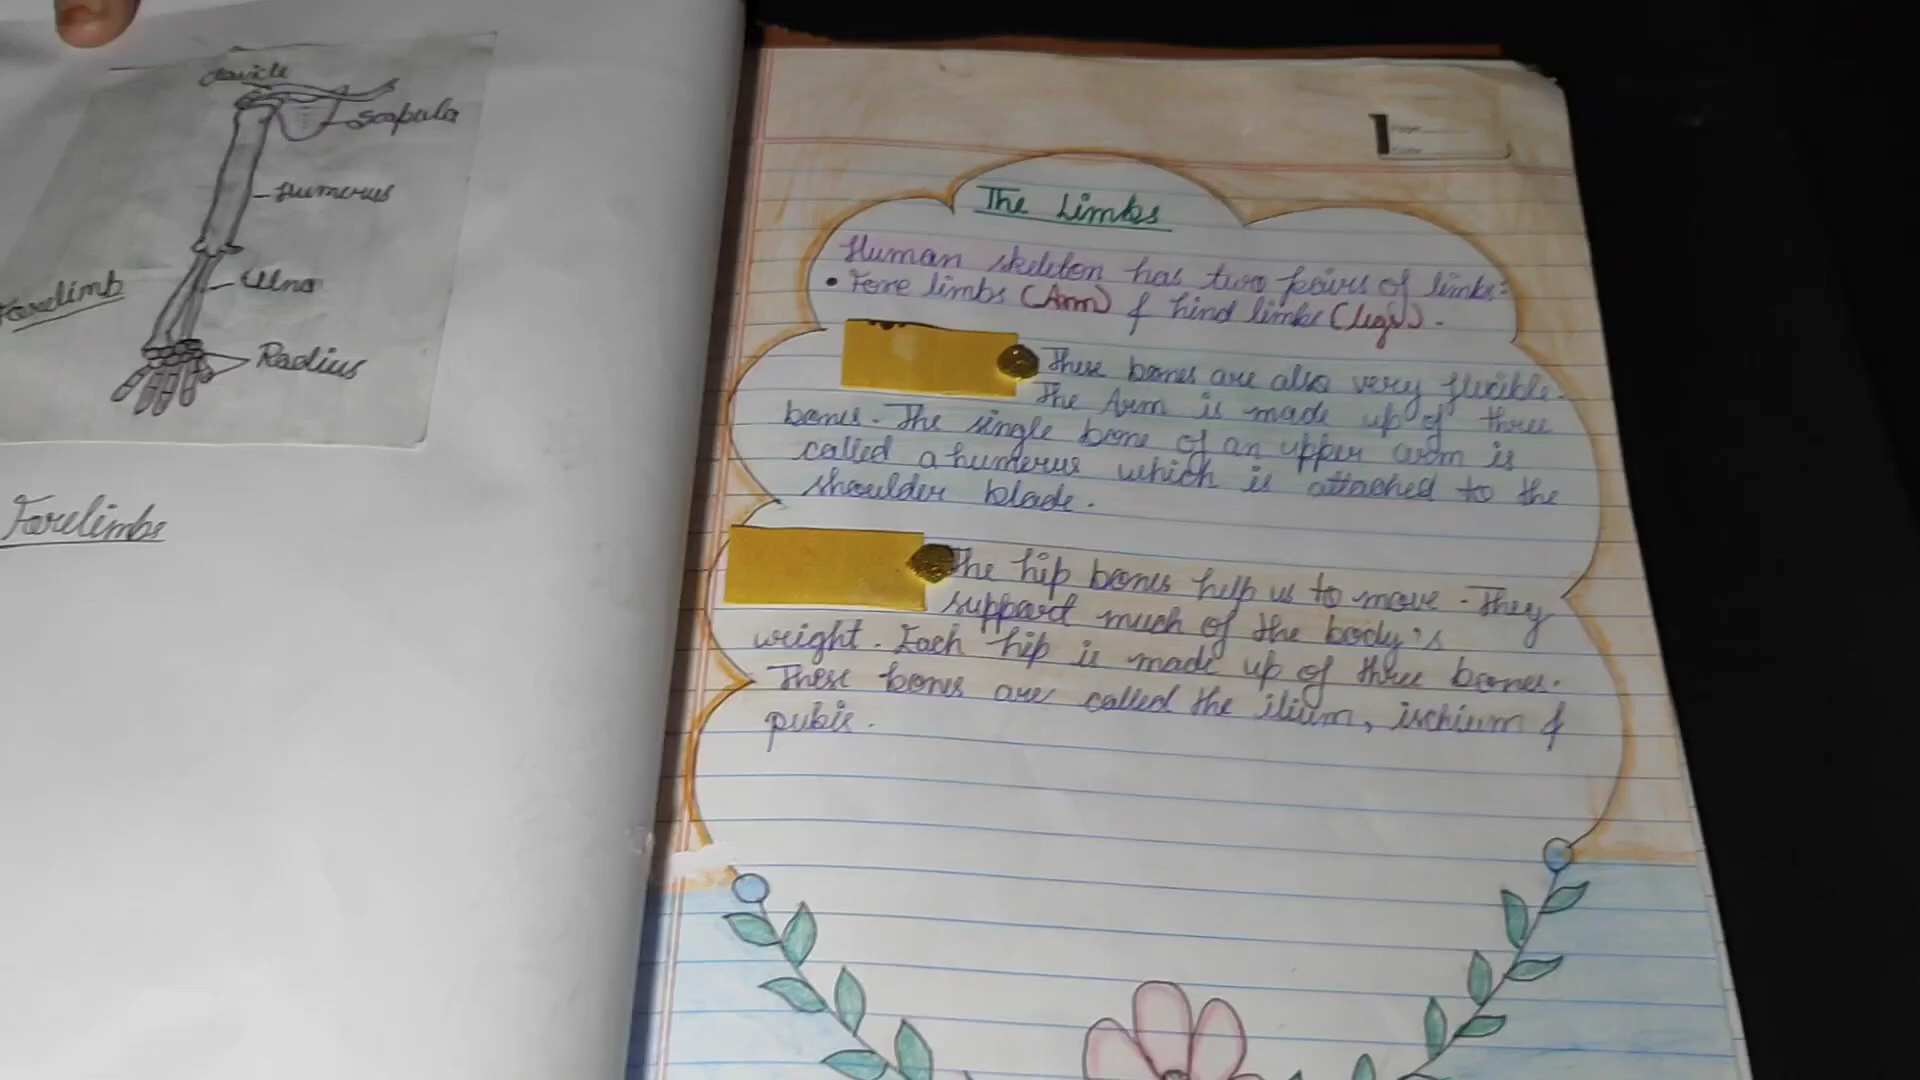 Clavicle
Scapula
Humerus
Ulna
Forelimb
Radius
Forelimbs
Page
Date
The Limbs
Human skeleton has two pairs of limbs:
• Fore limbs (Arm) & hind limbs (legs).
These bones are also very flexible.
The Arm is made up of three
bones. The single bone of an upper arm is
called a humerus which is attached to the
shoulder blade.
The hip bones help us to move. They
support much of the body's
wright. Each hip is made up of three bones.
These bones are called the ilium, ischium &
pubis.